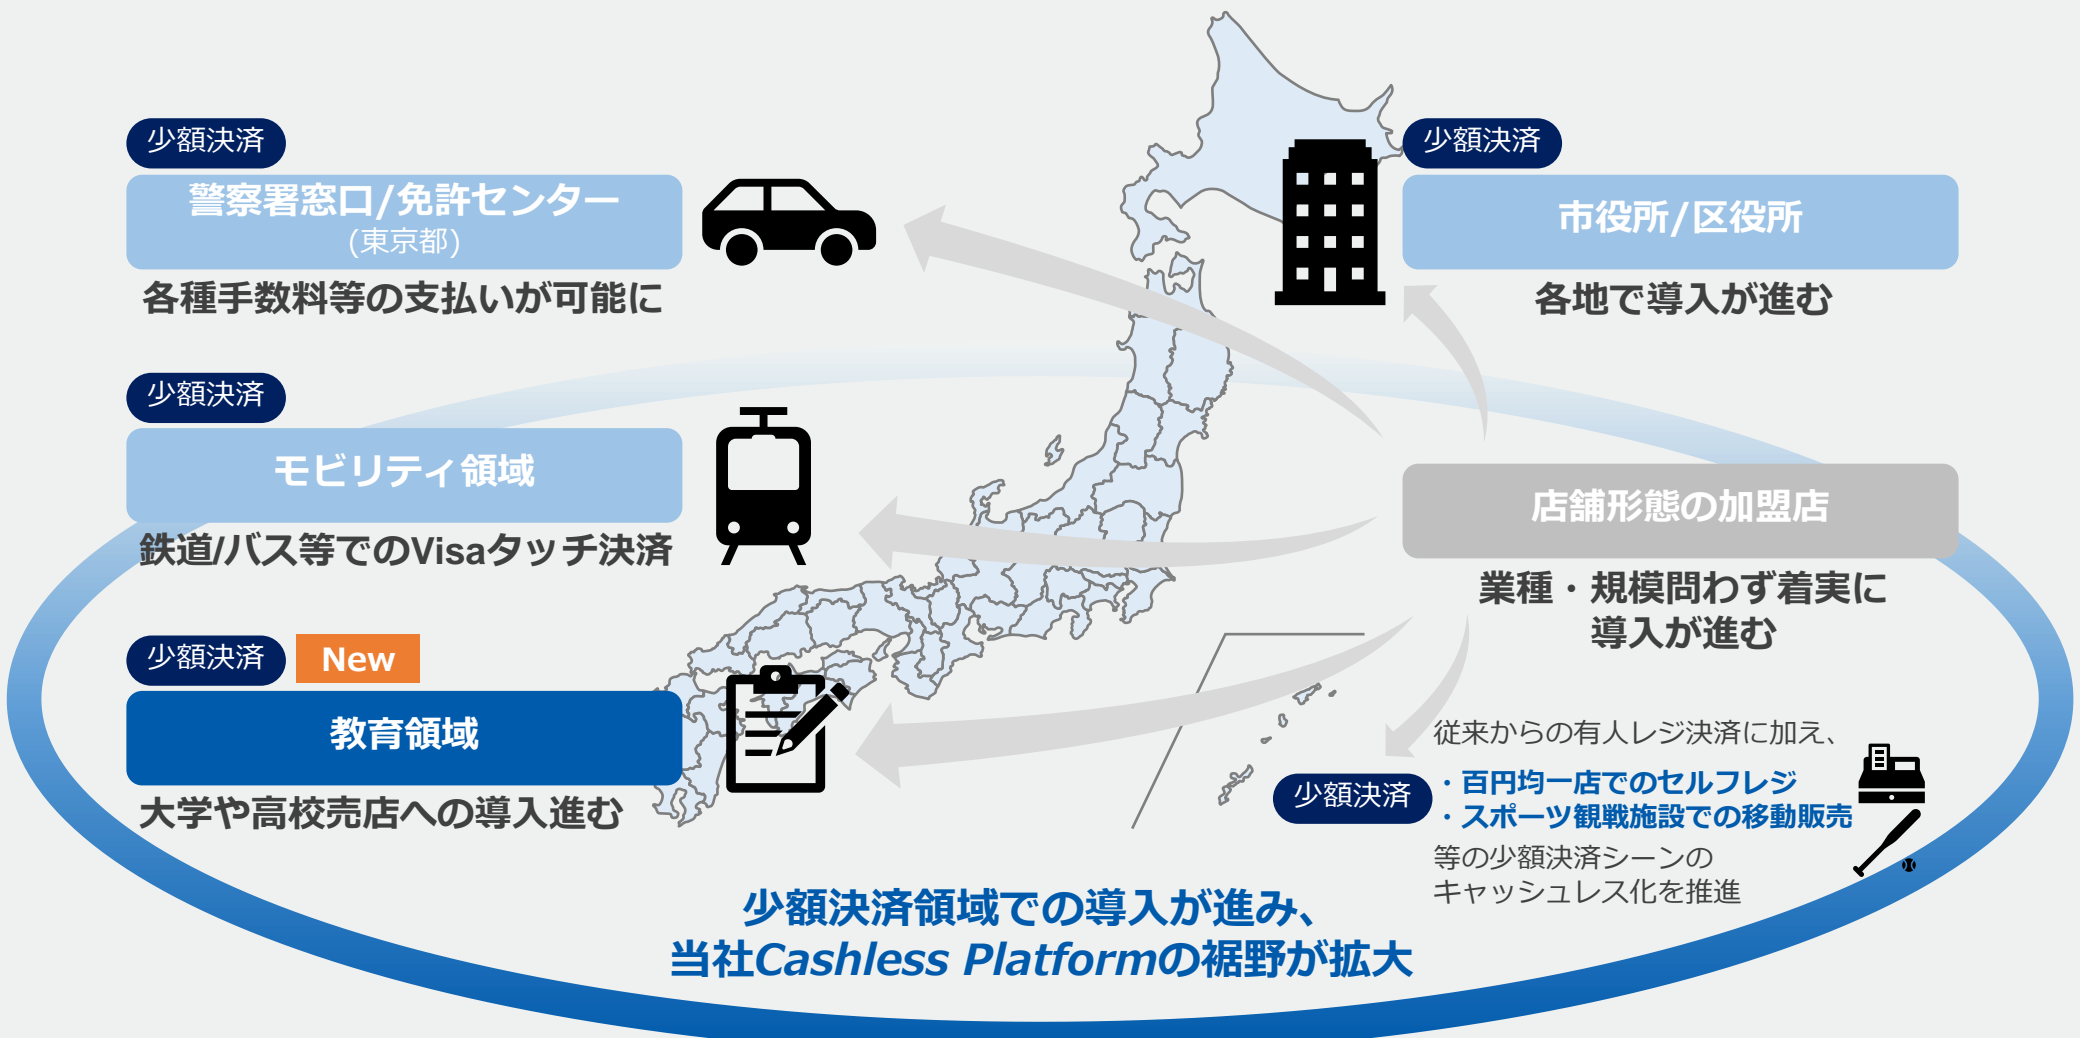 少額決済
警察署窓口/免許センター
(東京都)
各種手数料等の支払いが可能に
少額決済
市役所/区役所
各地で導入が進む
少額決済
モビリティ領域
鉄道/バス等でのVisaタッチ決済
店舗形態の加盟店
業種・規模問わず着実に
導入が進む
少額決済
New
教育領域
大学や高校売店への導入進む
従来からの有人レジ決済に加え、
少額決済
・百円均一店でのセルフレジ
・スポーツ観戦施設での移動販売
等の少額決済シーンの
キャッシュレス化を推進
少額決済領域での導入が進み、
当社Cashless Platformの裾野が拡大